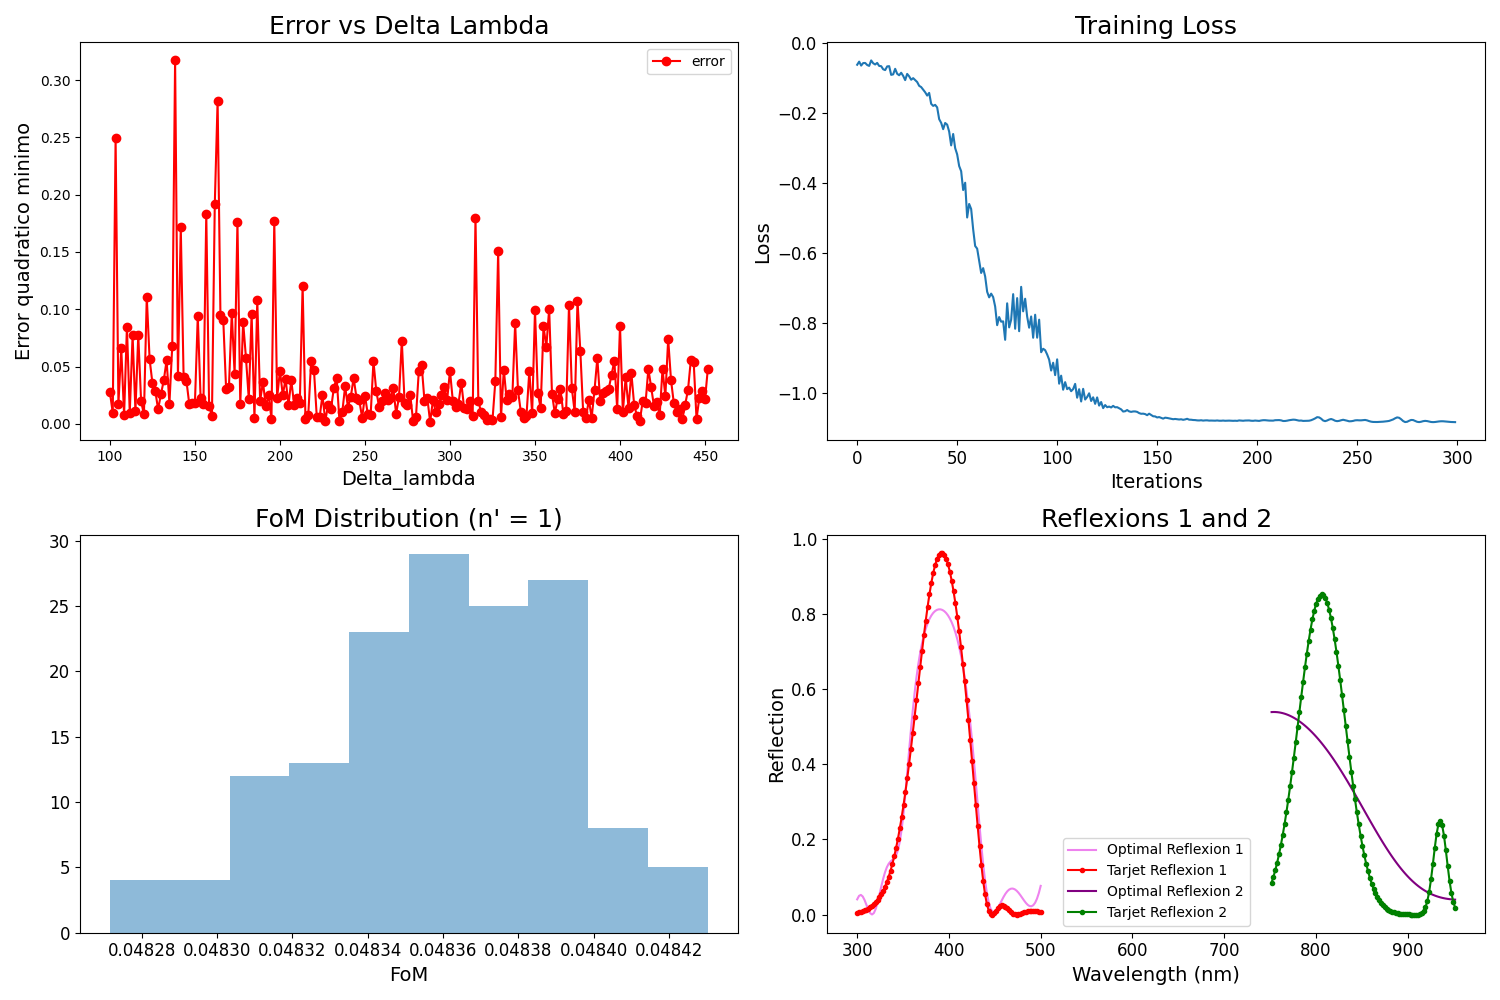 Error vs Delta Lambda
Error quadratico minimo
0.30
0.25
0.20
0.15
0.10
0.05
0.00
error
100 150 200 250 300 350 400 450
Delta_lambda
Training Loss
Loss
0.0
−0.2
−0.4
−0.6
−0.8
−1.0
0 50 100 150 200 250 300
Iterations
FoM Distribution (n' = 1)
30
25
20
15
10
5
0
0.04828 0.04830 0.04832 0.04834 0.04836 0.04838 0.04840 0.04842
FoM
Reflexions 1 and 2
Reflection
1.0
0.8
0.6
0.4
0.2
0.0
Optimal Reflexion 1
Tarjet Reflexion 1
Optimal Reflexion 2
Tarjet Reflexion 2
300 400 500 600 700 800 900
Wavelength (nm)